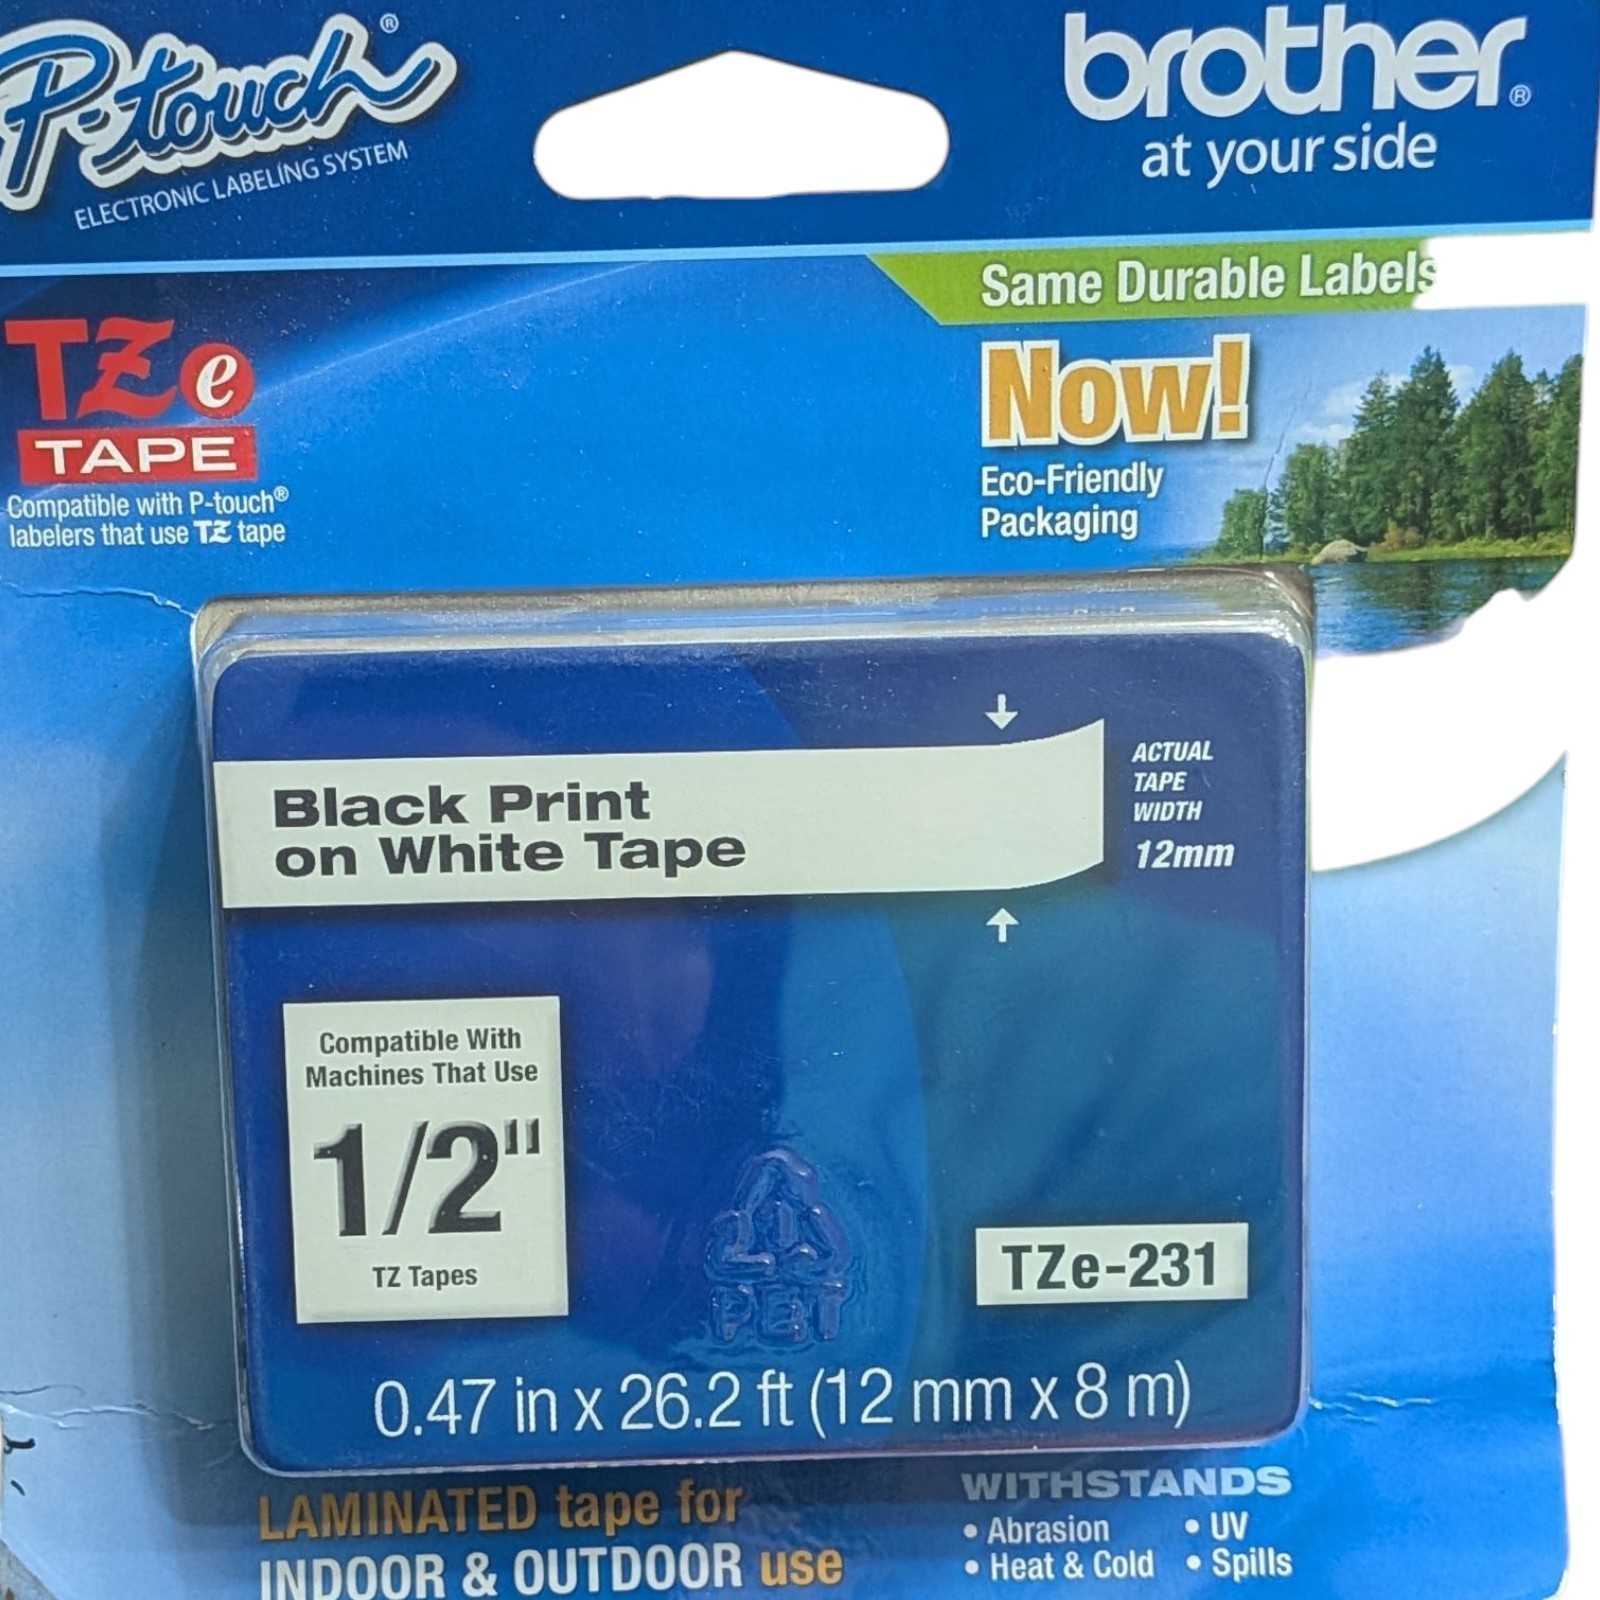 P-touch®
ELECTRONIC LABELING SYSTEM
brother®
at your side
Same Durable Labels
Now!
Eco-Friendly
Packaging
TZe
TAPE
Compatible with P-touch®
labelers that use TZ tape
Black Print
on White Tape
ACTUAL
TAPE
WIDTH
12mm
Compatible With
Machines That Use
1/2"
TZ Tapes
1
PET
TZe-231
0.47 in x 26.2 ft (12 mm x 8 m)
LAMINATED tape for
INDOOR & OUTDOOR use
WITHSTANDS
• Abrasion • UV
• Heat & Cold • Spills